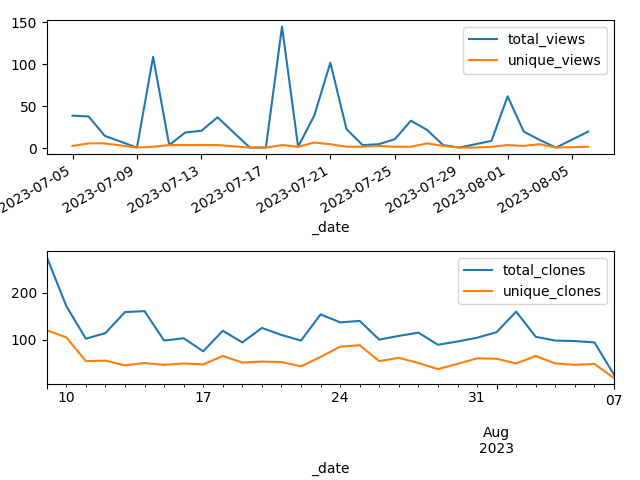 150
100
50
0
total_views
unique_views
2023-07-05
2023-07-09
2023-07-13
2023-07-17
2023-07-21
2023-07-25
2023-07-29
2023-08-01
2023-08-05
_date
200
100
total_clones
unique_clones
10 17 24 31 07
Aug
2023
_date